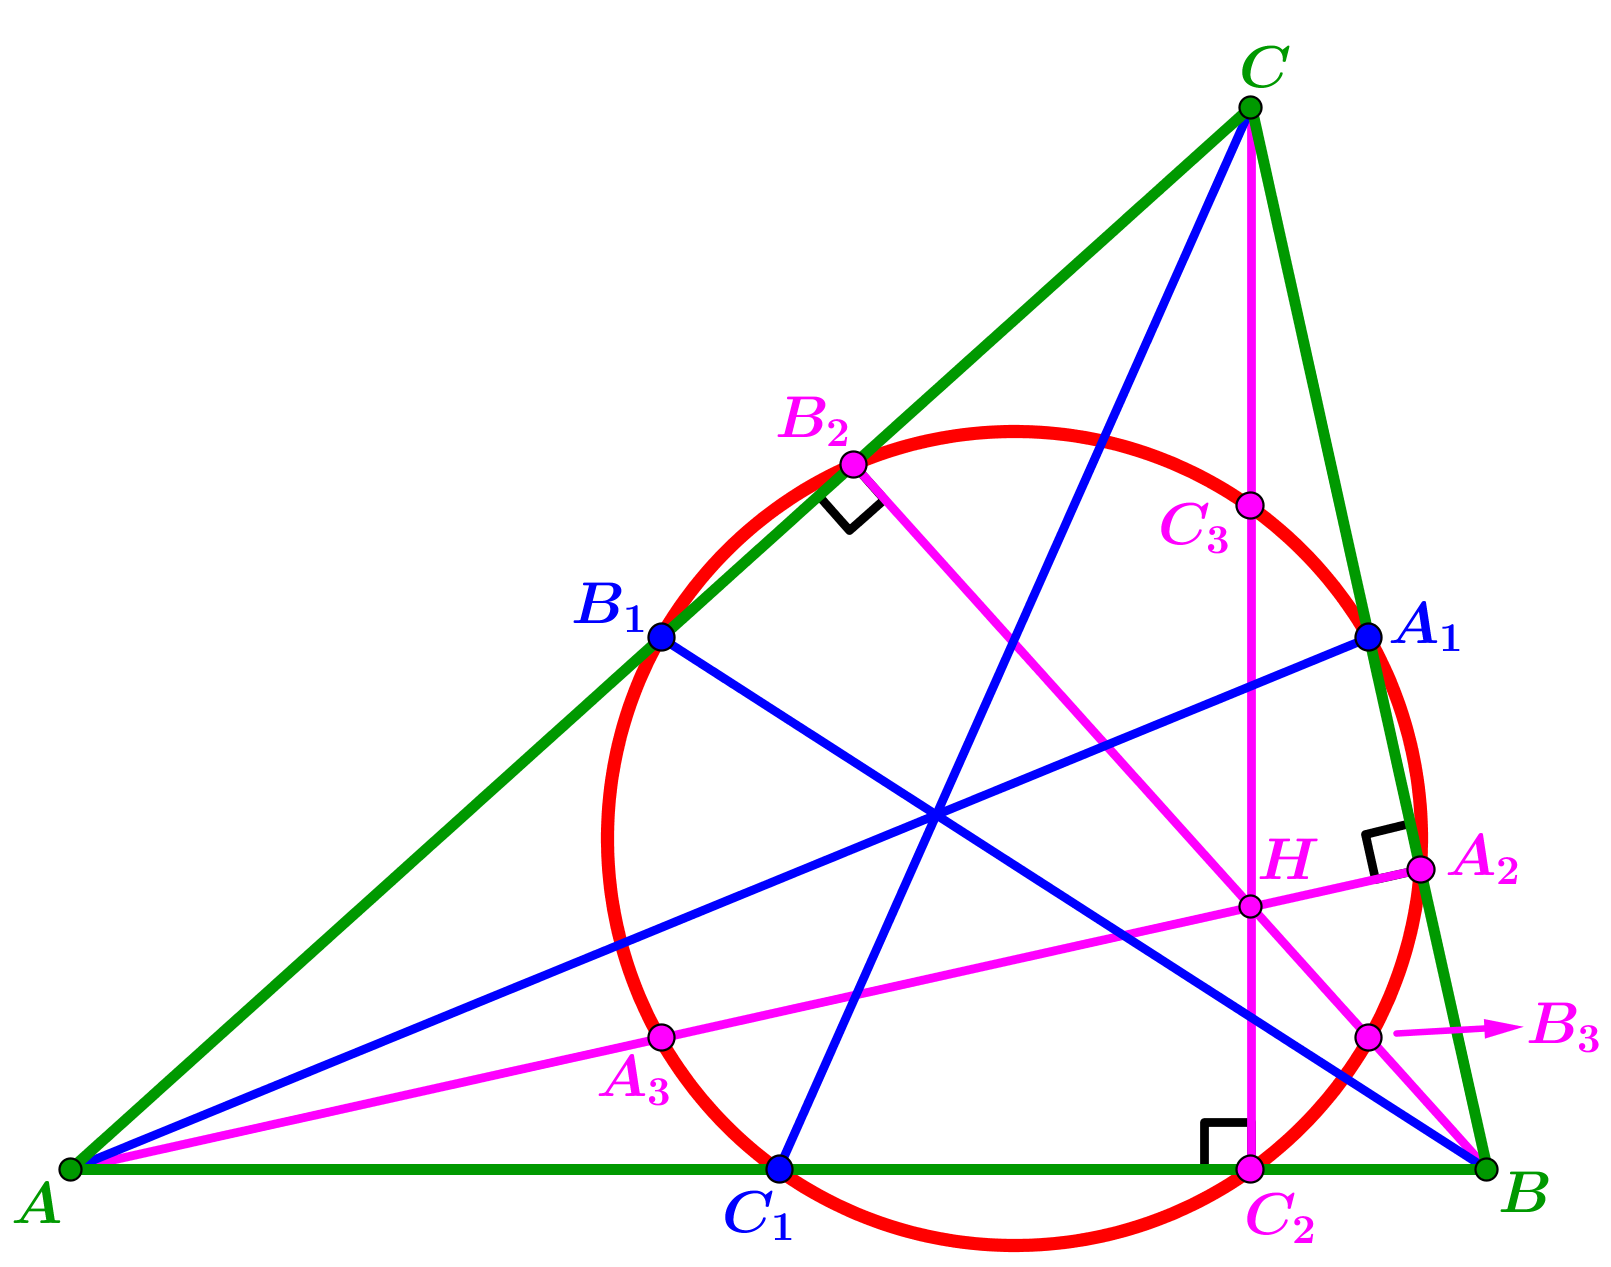 C
B₂
C₃
B₁
A₁
H
A₂
B₃
A₃
A
B
C₁
C₂